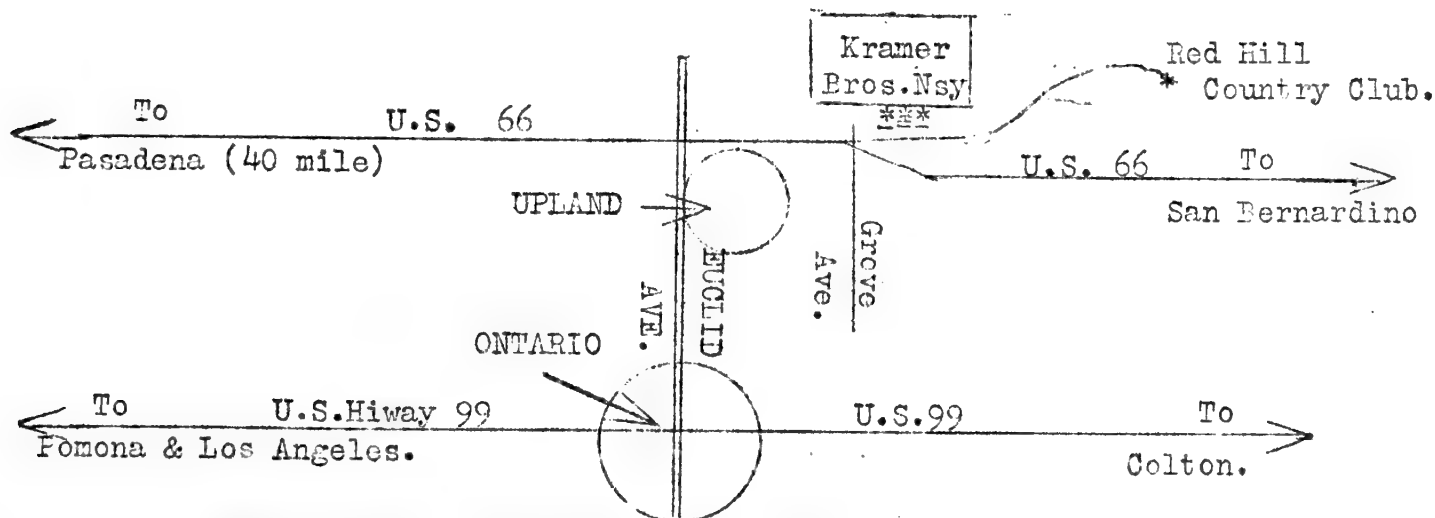 Kramer
Bros.Nsy
***
Red Hill
* Country Club.
To
U.S. 66
Pasadena (40 mile)
U.S. 66 To
San Bernardino
UPLAND
EUCLID
AVE.
Grove
Ave.
ONTARIO
To U.S.Hiway 99
Pomona & Los Angeles.
U.S.99 To
Colton.